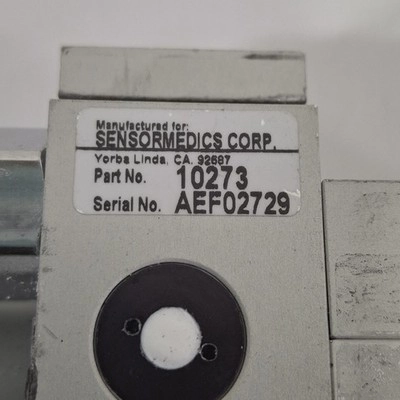 Manufactured for:
SENSORMEDICS CORP.
Yorba Linda, CA. 92687
Part No. 10273
Serial No. AEF02729